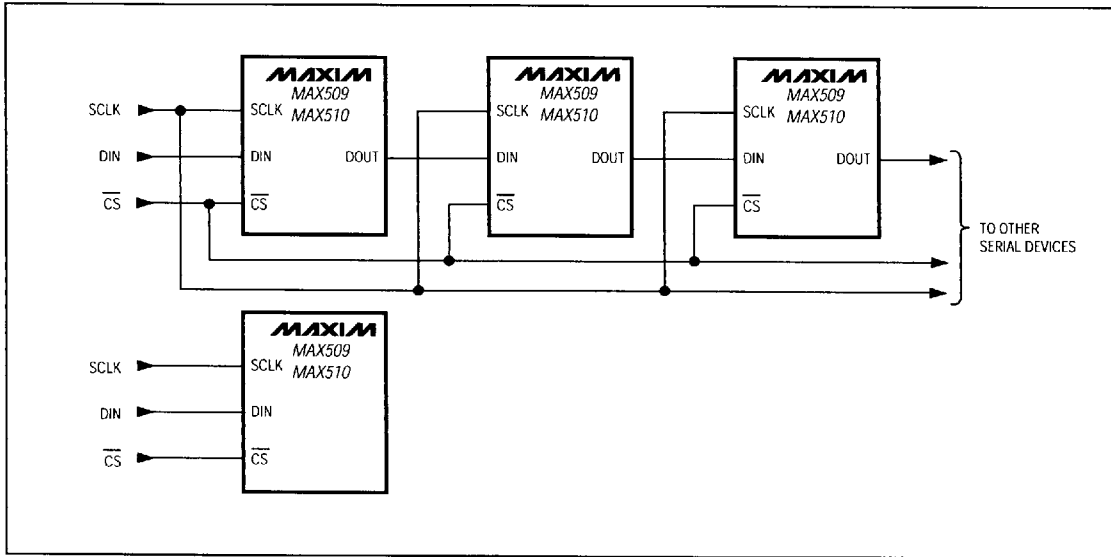 MAXIM
MAX509
MAX510
SCLK
SCLK
DIN
DIN
DOUT
CS
CS
MAXIM
MAX509
MAX510
SCLK
DIN
DOUT
CS
MAXIM
MAX509
MAX510
SCLK
DIN
DOUT
CS
TO OTHER
SERIAL DEVICES
MAXIM
MAX509
MAX510
SCLK
SCLK
DIN
DIN
CS
CS